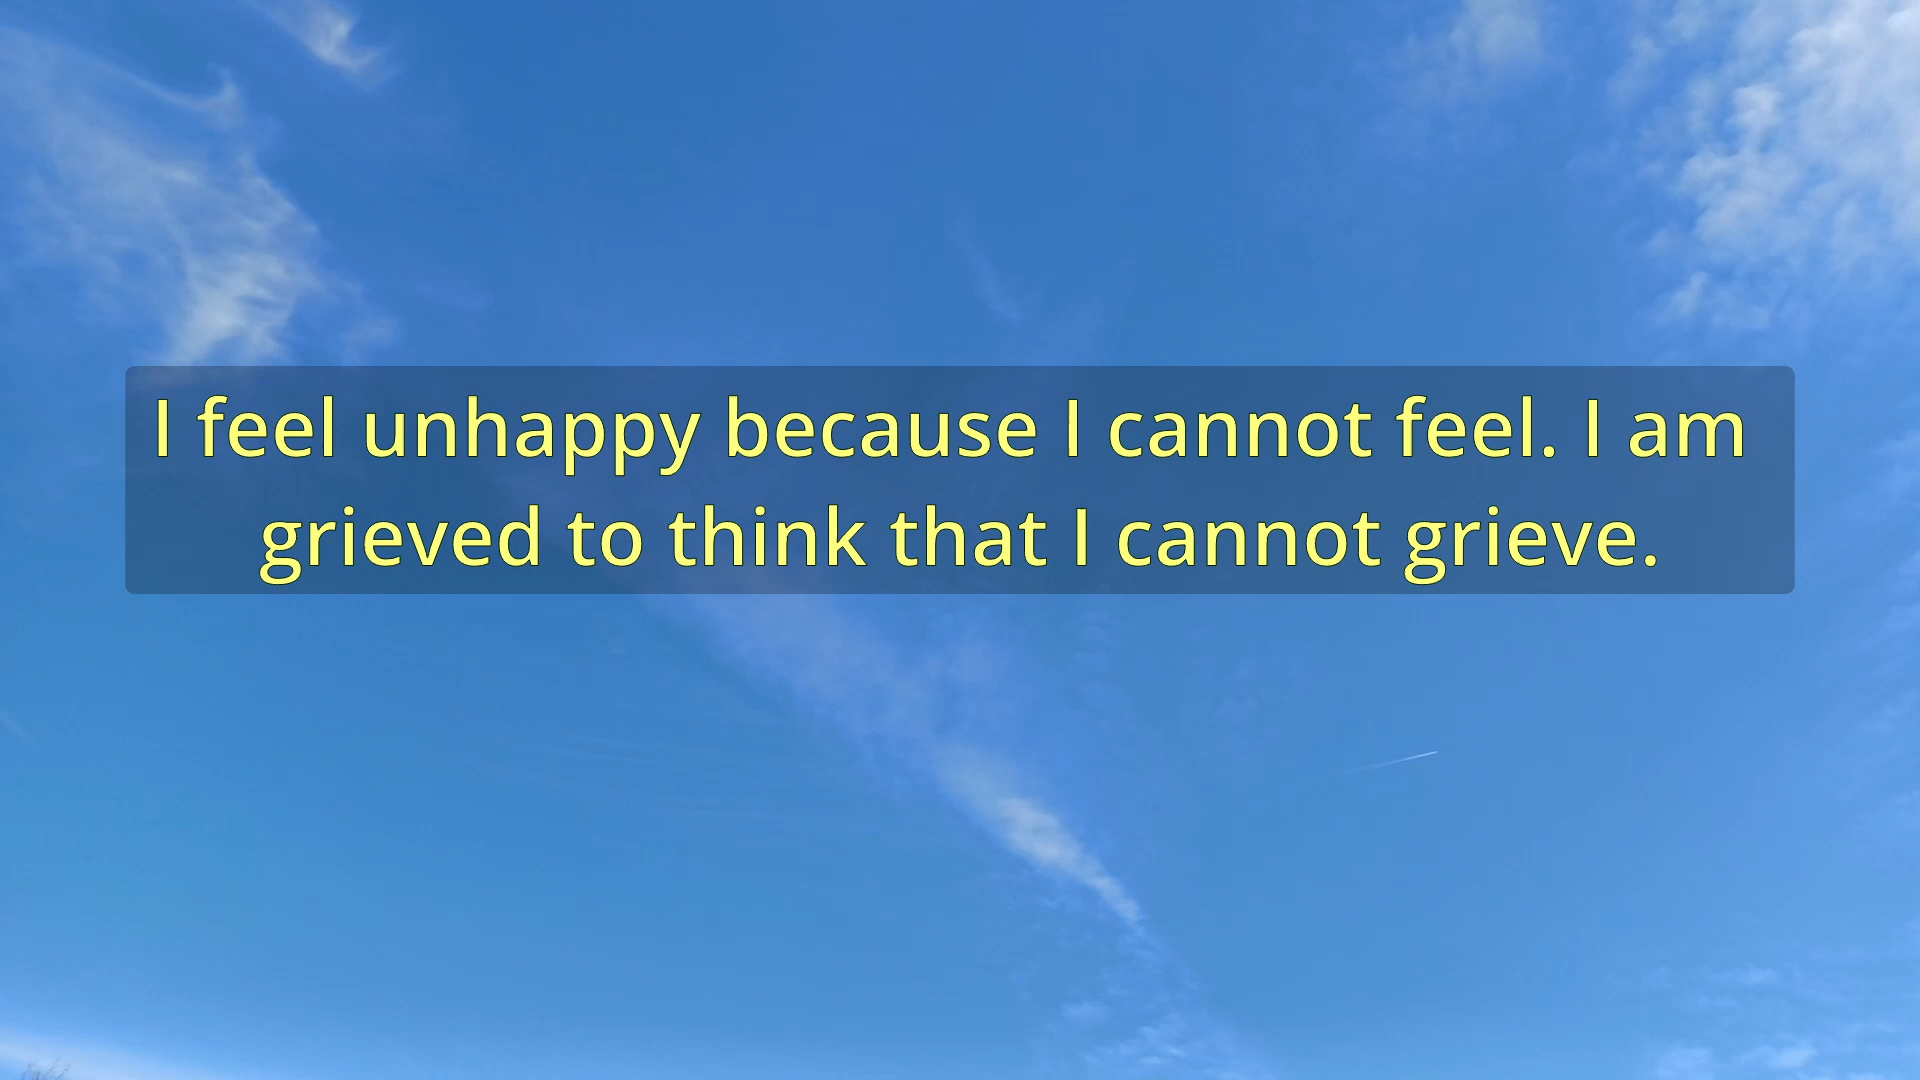 I feel unhappy because I cannot feel. I am
grieved to think that I cannot grieve.